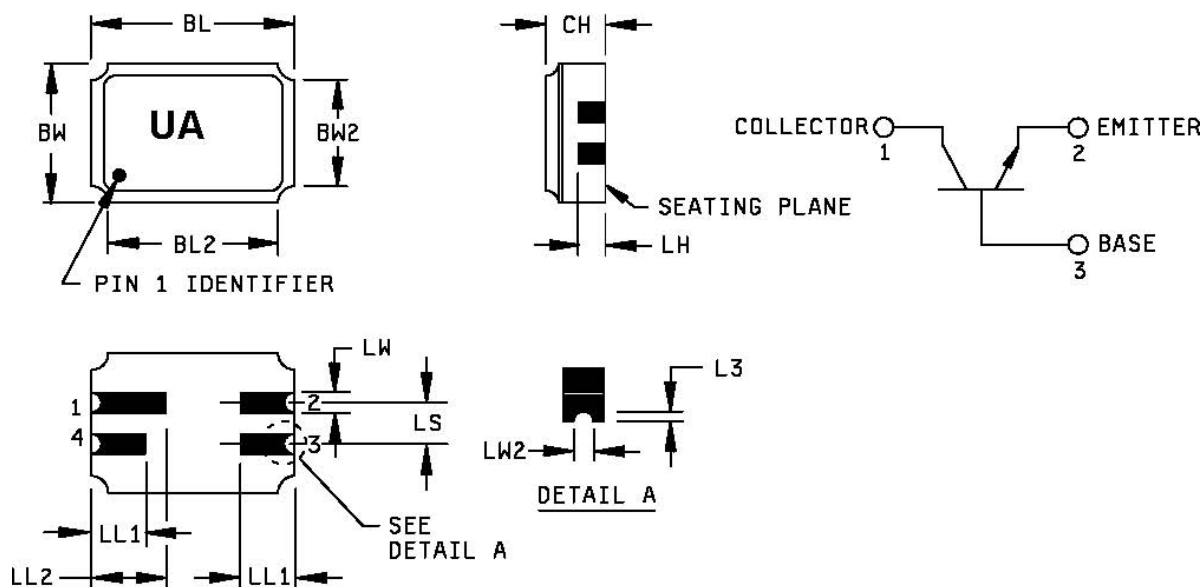 BL
CH
BW
UA
BW2
COLLECTOR
1
EMITTER
2
SEATING PLANE
BL2
LH
BASE
3
PIN 1 IDENTIFIER
LW
L3
1
2
LS
4
3
LW2
DETAIL A
LL1
SEE
DETAIL A
LL2
LL1